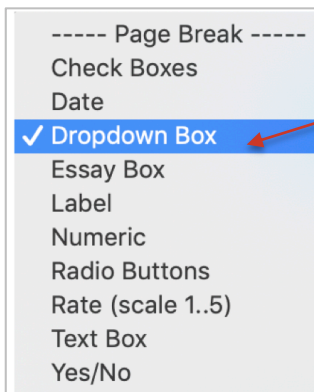 ----- Page Break -----
Check Boxes
Date
✓ Dropdown Box
Essay Box
Label
Numeric
Radio Buttons
Rate (scale 1..5)
Text Box
Yes/No